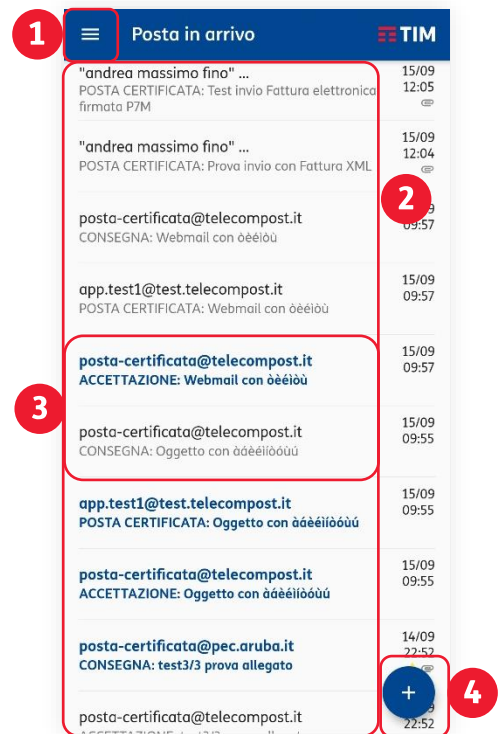 1
Posta in arrivo
TIM
"andrea massimo fino" ...
15/09
POSTA CERTIFICATA: Test invio Fattura elettronica
12:05
firmata P7M
"andrea massimo fino" ...
15/09
POSTA CERTIFICATA: Prova invio con Fattura XML
12:04
2
posta-certificata@telecompost.it
CONSEGNA: Webmail con òèéìòù
09:57
app.test1@test.telecompost.it
15/09
POSTA CERTIFICATA: Webmail con òèéìòù
09:57
posta-certificata@telecompost.it
15/09
ACCETTAZIONE: Webmail con òèéìòù
09:57
3
posta-certificata@telecompost.it
15/09
CONSEGNA: Oggetto con àáèéìíòóùú
09:55
app.test1@test.telecompost.it
15/09
POSTA CERTIFICATA: Oggetto con àáèéìíòóùú
09:55
posta-certificata@telecompost.it
15/09
ACCETTAZIONE: Oggetto con àáèéìíòóùú
09:55
posta-certificata@pec.aruba.it
14/09
CONSEGNA: test3/3 prova allegato
22:52
+
4
posta-certificata@telecompost.it
22:52